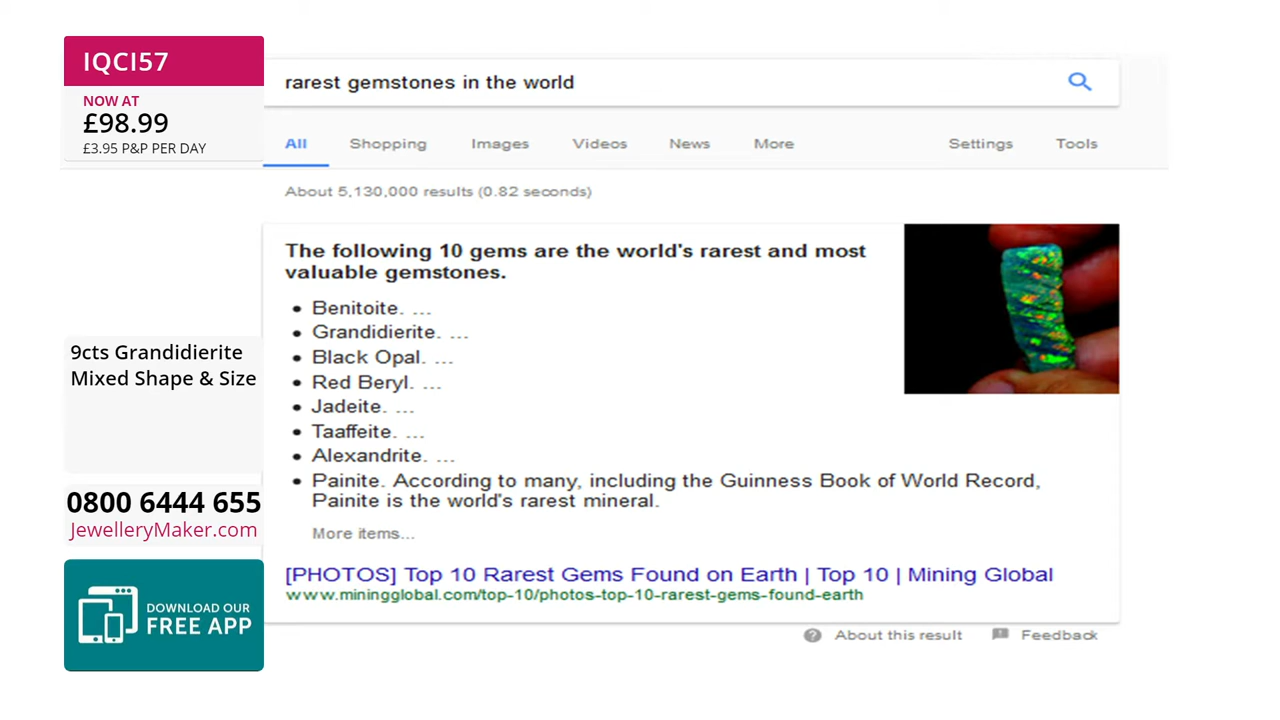 IQCI57
NOW AT
£98.99
£3.95 P&P PER DAY
rarest gemstones in the world
All Shopping Images Videos News More Settings Tools
About 5,130,000 results (0.82 seconds)
The following 10 gems are the world's rarest and most
valuable gemstones.
• Benitoite. ...
• Grandidierite. ...
• Black Opal. ...
• Red Beryl. ...
• Jadeite. ...
• Taaffeite. ...
• Alexandrite. ...
• Painite. According to many, including the Guinness Book of World Record,
Painite is the world's rarest mineral.
More items...
[PHOTOS] Top 10 Rarest Gems Found on Earth | Top 10 | Mining Global
www.miningglobal.com/top-10/photos-top-10-rarest-gems-found-earth
About this result Feedback
9cts Grandidierite
Mixed Shape & Size
0800 6444 655
JewelleryMaker.com
DOWNLOAD OUR
FREE APP